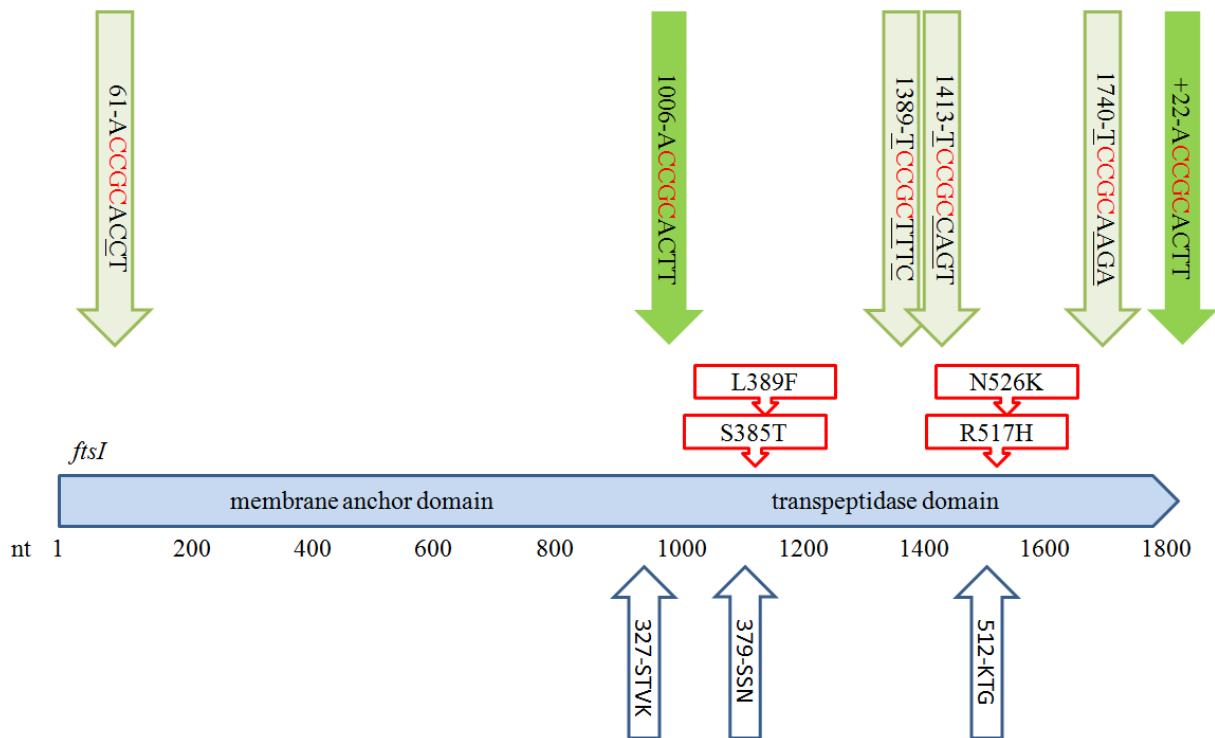 61-ACCGCACCT
1006-ACCGCACTT
1389-TCCGCTTTC
1413-TCCGCCAGT
1740-TCCGCAAGA
+22-ACCGCACTT
L389F
N526K
S385T
R517H
ftsI
membrane anchor domain
transpeptidase domain
nt 1 200 400 600 800 1000 1200 1400 1600 1800
327-STVK
379-SSN
512-KTG